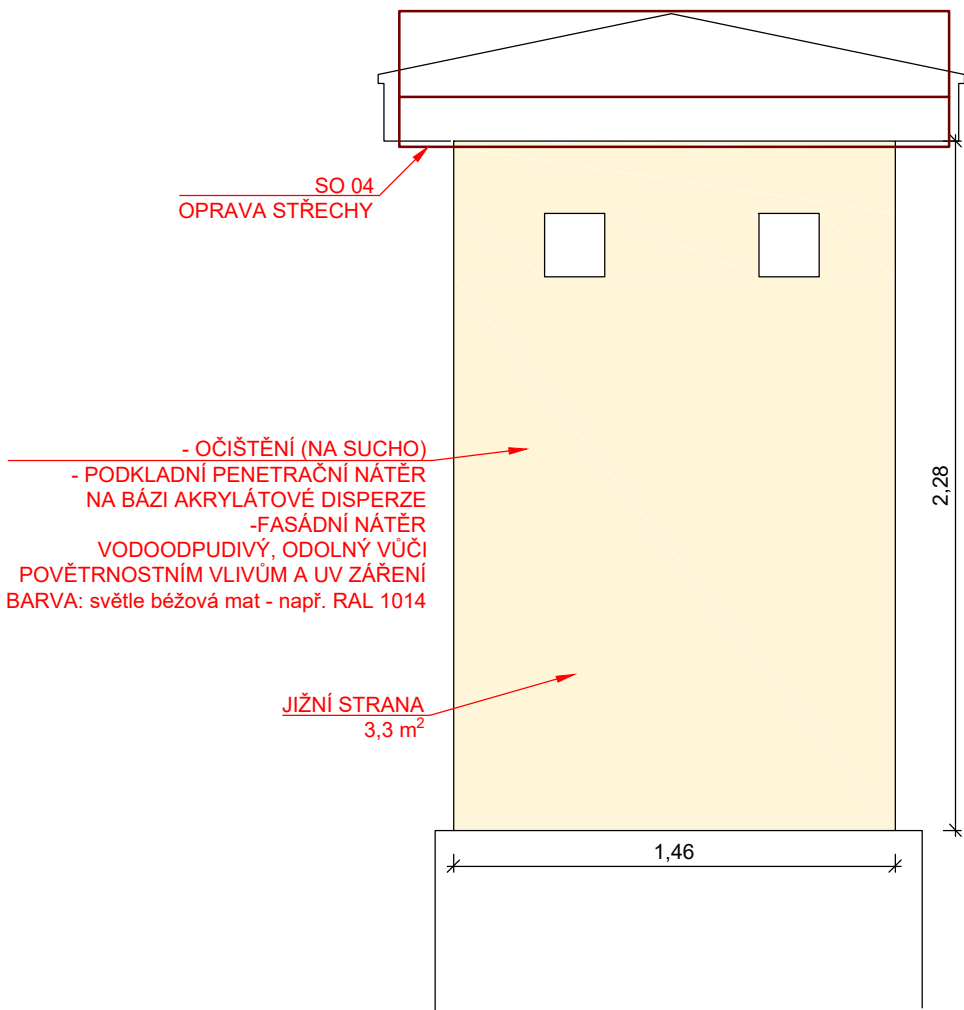 SO 04
OPRAVA STŘECHY
- OČIŠTĚNÍ (NA SUCHO)
- PODKLADNÍ PENETRAČNÍ NÁTĚR
NA BÁZI AKRYLÁTOVÉ DISPERZE
-FASÁDNÍ NÁTĚR
VODOODPUDIVÝ, ODOLNÝ VŮČI
POVĚTRNOSTNÍM VLIVŮM A UV ZÁŘENÍ
BARVA: světle béžová mat - např. RAL 1014
2,28
JIŽNÍ STRANA
3,3 m²
1,46